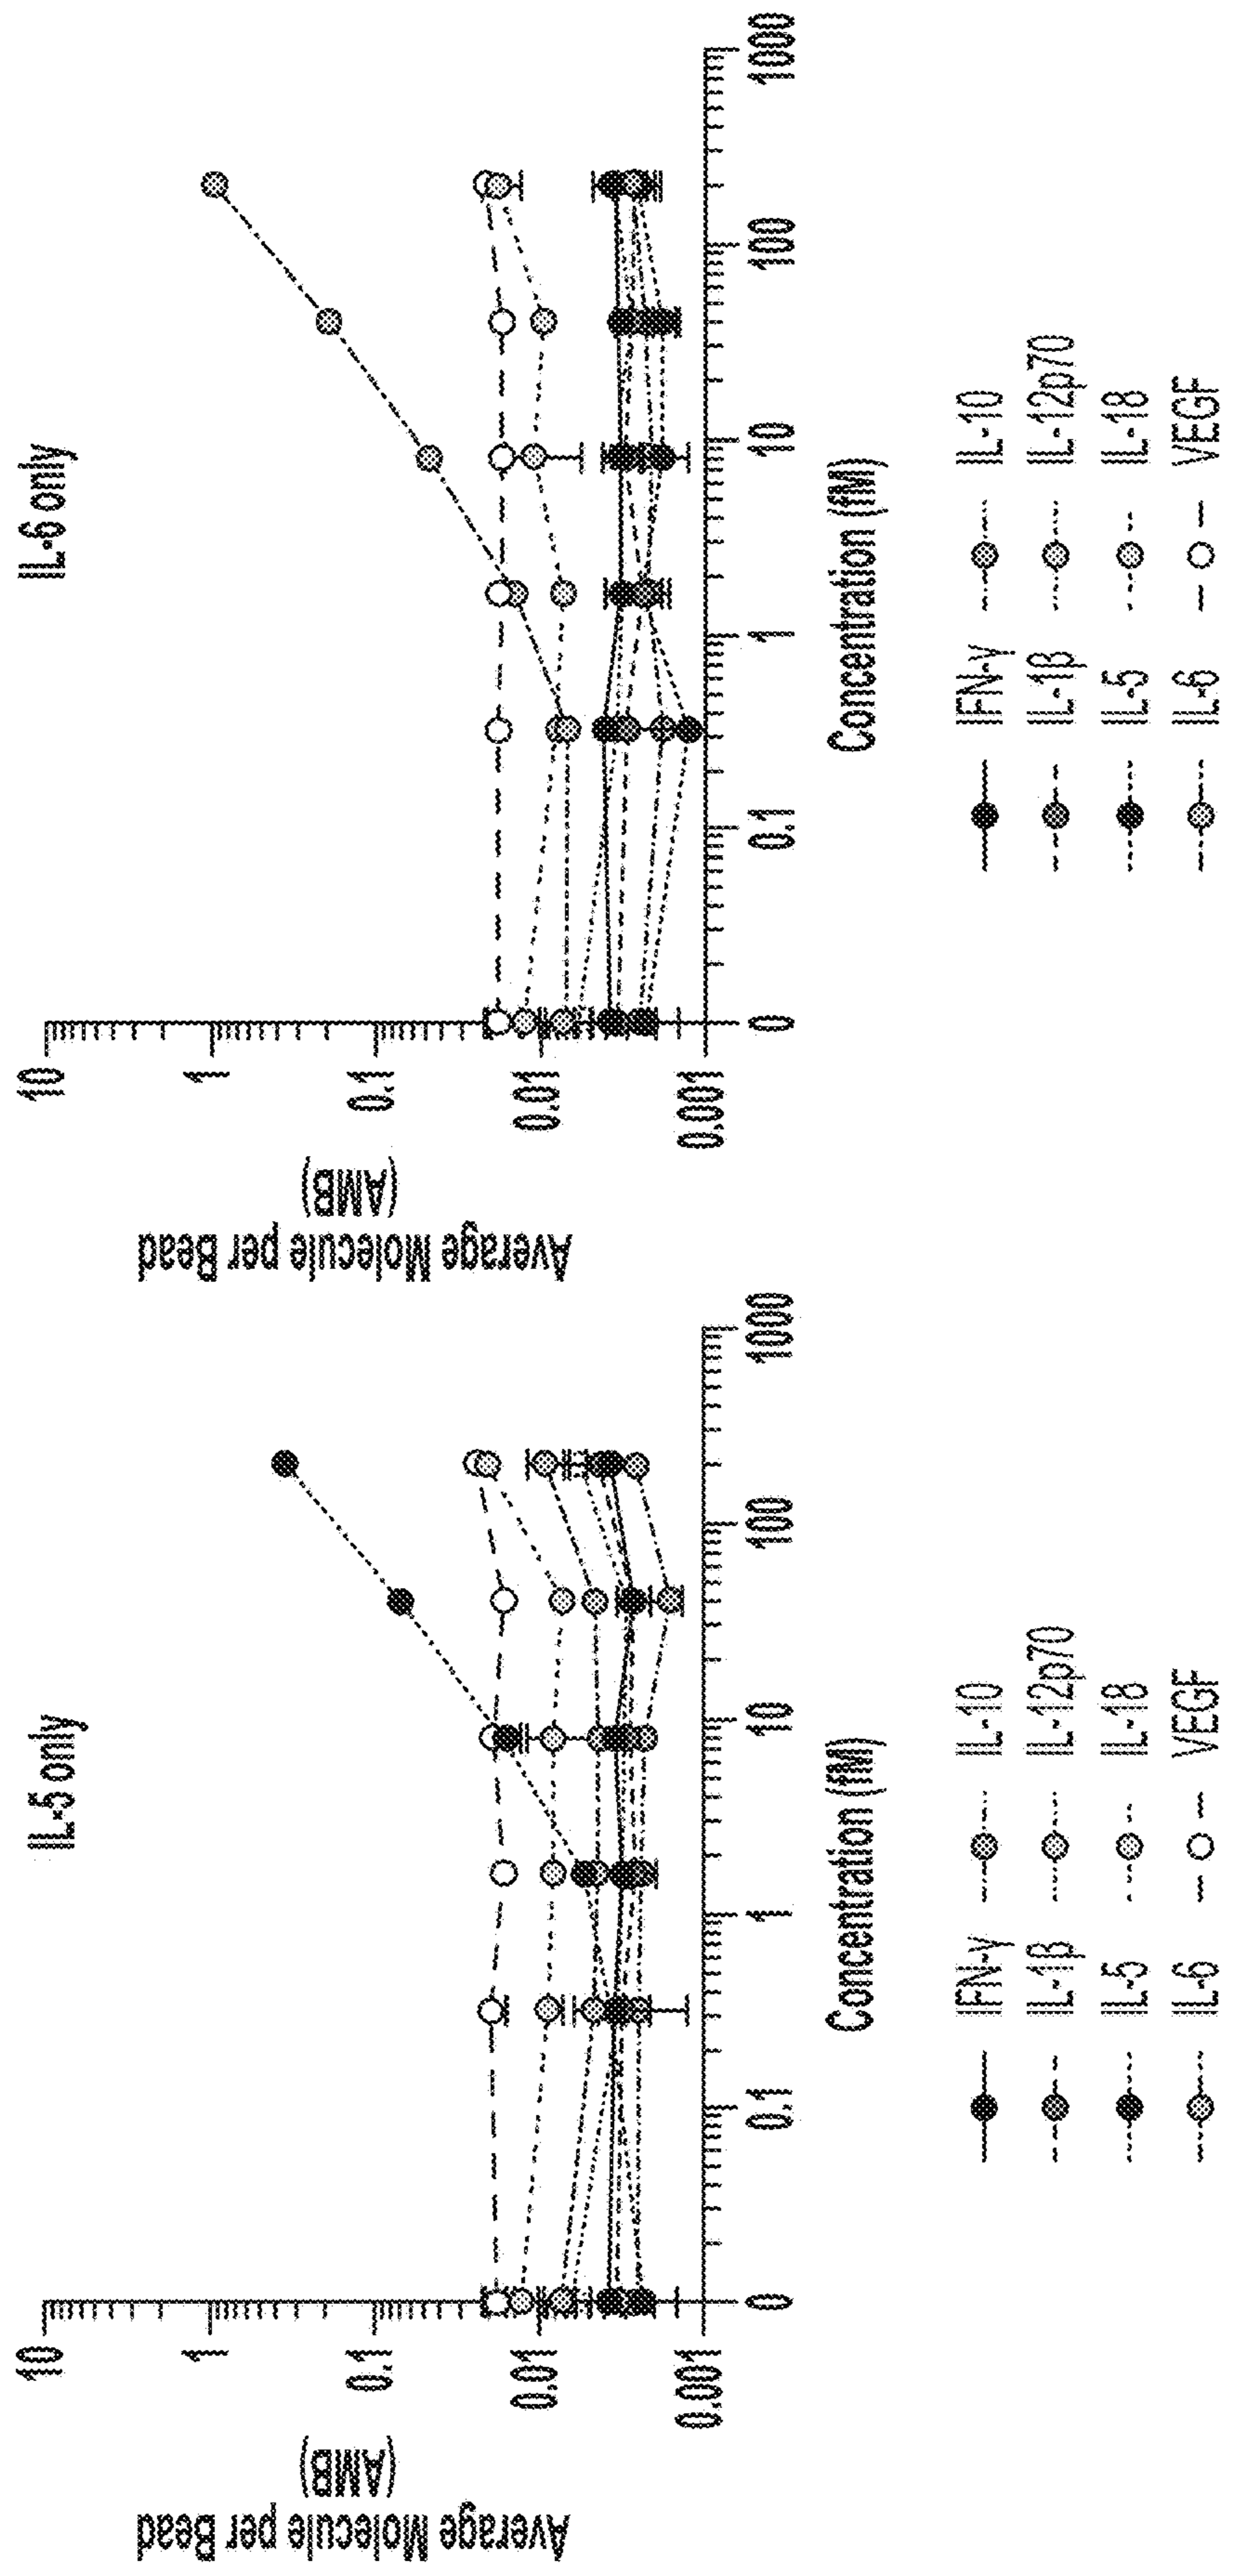 IL-5 only
Average Molecule per Bead
(AMB)
10
1
0.1
0.01
0.001
0
0.1
1
10
100
1000
Concentration (fM)
IFN-γ
IL-10
IL-1β
IL-12p70
IL-5
IL-18
IL-6
VEGF
IL-6 only
Average Molecule per Bead
(AMB)
10
1
0.1
0.01
0.001
0
0.1
1
10
100
1000
Concentration (fM)
IFN-γ
IL-10
IL-1β
IL-12p70
IL-5
IL-18
IL-6
VEGF